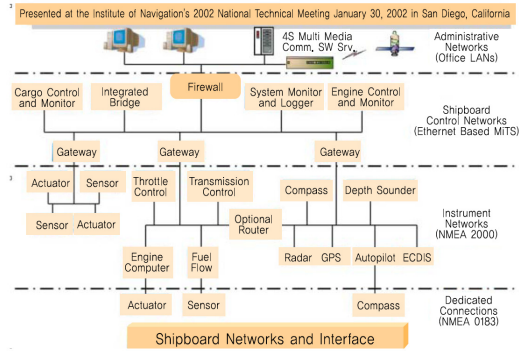 3
Presented at the Institute of Navigation's 2002 National Technical Meeting January 30, 2002 in San Diego, California
4S Multi Media
Comm. SW Srv.
Administrative
Networks
(Office LANs)
Firewall
Cargo Control
and Monitor
Integrated
Bridge
System Monitor
and Logger
Engine Control
and Monitor
Shipboard
Control Networks
(Ethernet Based MiTS)
Gateway
Gateway
Gateway
3
Actuator
Sensor
Throttle
Control
Transmission
Control
Compass
Depth Sounder
Sensor
Actuator
Optional
Router
Instrument
Networks
(NMEA 2000)
Engine
Computer
Fuel
Flow
Radar
GPS
Autopilot
ECDIS
Actuator
Sensor
Compass
Dedicated
Connections
(NMEA 0183)
Shipboard Networks and Interface